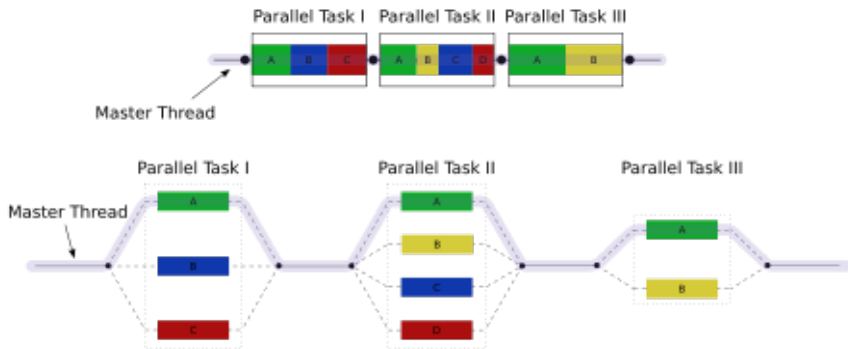 Parallel Task I
Parallel Task II
Parallel Task III
A
B
C
A
B
C
D
A
B
Master Thread
Parallel Task I
Parallel Task II
Parallel Task III
Master Thread
A
B
C
A
B
C
D
A
B